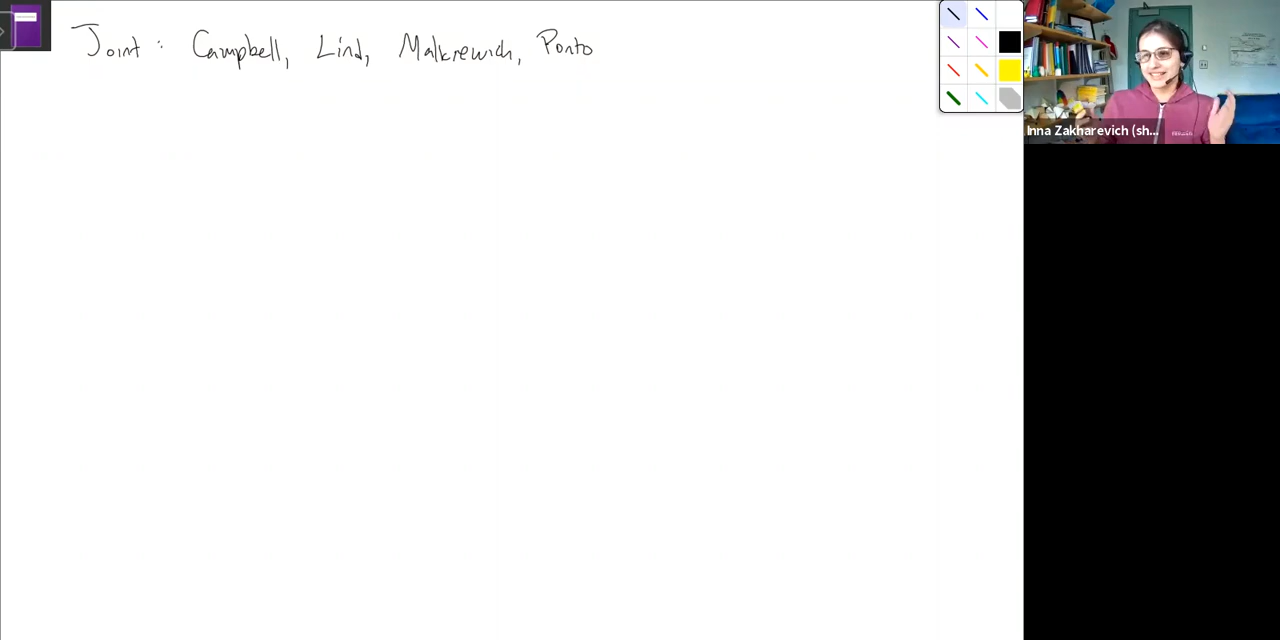 Joint : Campbell, Lind, Malkiewich, Ponto
Inna Zakharevich (sh...